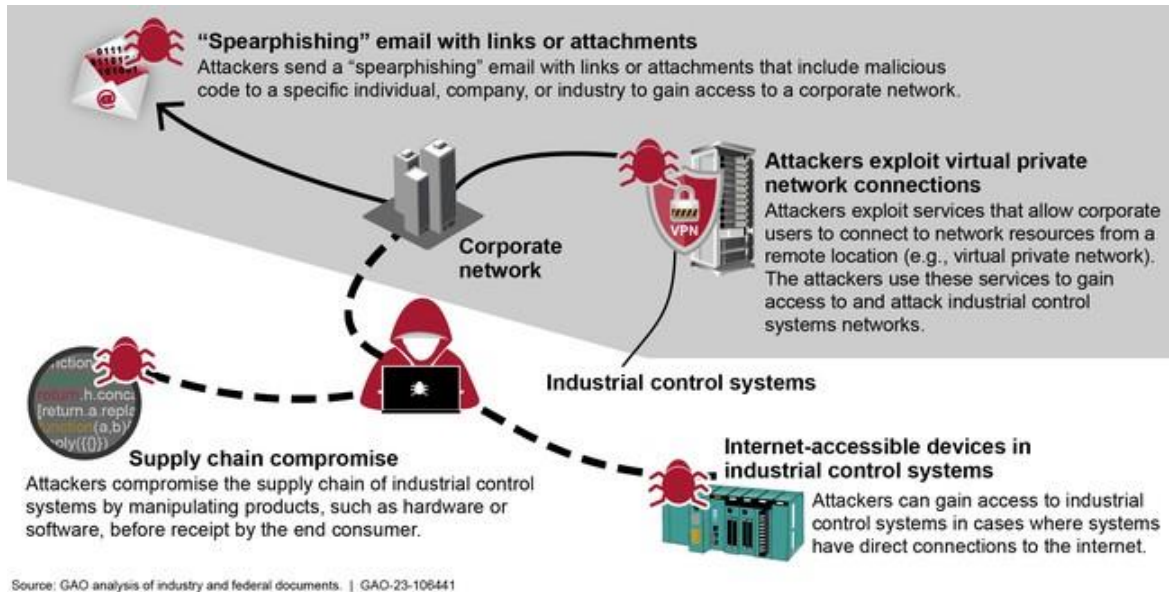 “Spearphishing” email with links or attachments
Attackers send a “spearphishing” email with links or attachments that include malicious
code to a specific individual, company, or industry to gain access to a corporate network.
@
Corporate
network
VPN
Attackers exploit virtual private
network connections
Attackers exploit services that allow corporate
users to connect to network resources from a
remote location (e.g., virtual private network).
The attackers use these services to gain
access to and attack industrial control
systems networks.
Industrial control systems
return.h.conca
[return.a.repla
function(a,b){
Supply chain compromise
Attackers compromise the supply chain of industrial control
systems by manipulating products, such as hardware or
software, before receipt by the end consumer.
Internet-accessible devices in
industrial control systems
Attackers can gain access to industrial
control systems in cases where systems
have direct connections to the internet.
Source: GAO analysis of industry and federal documents. | GAO-23-106441